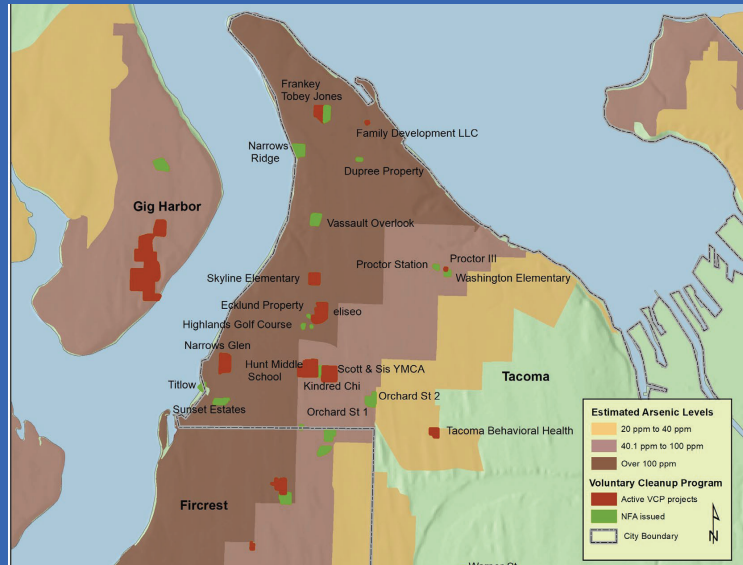 Frankey
Tobey Jones
Family Development LLC
Narrows
Ridge
Dupree Property
Gig Harbor
Vassault Overlook
Proctor Station
Proctor III
Washington Elementary
Skyline Elementary
Ecklund Property
eliseo
Highlands Golf Course
Narrows Glen
Hunt Middle
School
Scott & Sis YMCA
Kindred Chi
Titlow
Tacoma
Sunset Estates
Orchard St 2
Orchard St 1
Tacoma Behavioral Health
Fircrest
Estimated Arsenic Levels
20 ppm to 40 ppm
40.1 ppm to 100 ppm
Over 100 ppm
Voluntary Cleanup Program
Active VCP projects
NFA issued
City Boundary
N